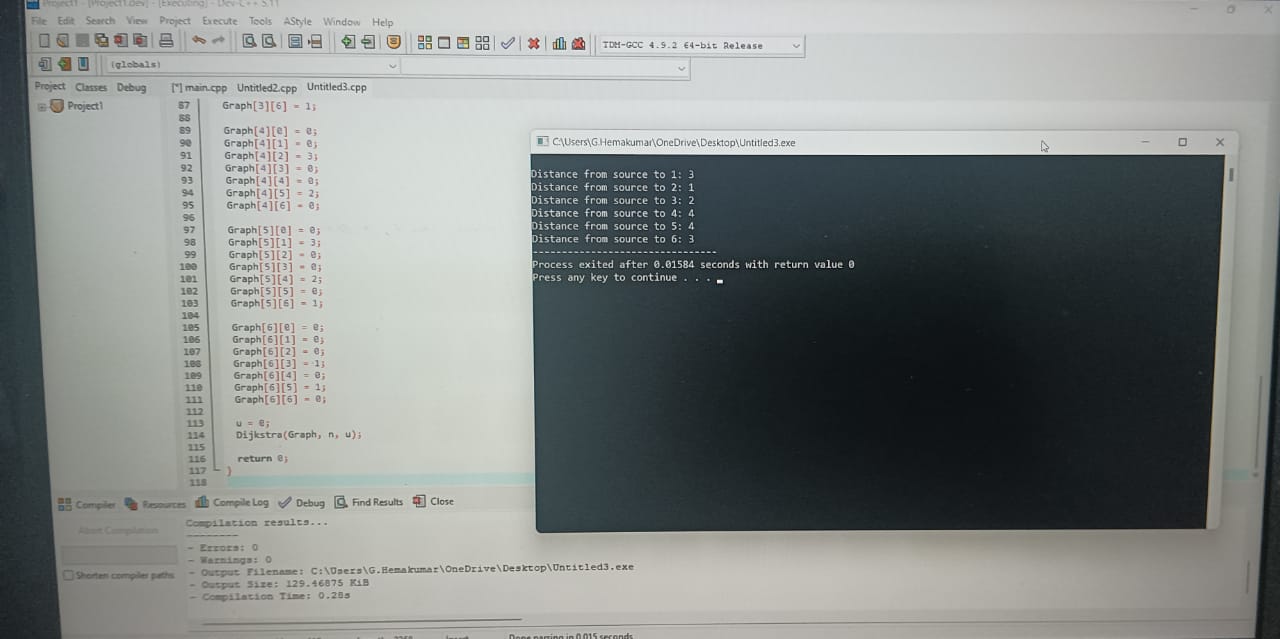 Project1 - [Project1.dev] - [Executing] - Dev-C++ 5.11
File Edit Search View Project Execute Tools AStyle Window Help
TDM-GCC 4.9.2 64-bit Release
(globals)
Project Classes Debug [*] main.cpp Untitled2.cpp Untitled3.cpp
Project1
87 Graph[3][6] = 1;
88
89 Graph[4][0] = 0;
90 Graph[4][1] = 0;
91 Graph[4][2] = 3;
92 Graph[4][3] = 0;
93 Graph[4][4] = 0;
94 Graph[4][5] = 2;
95 Graph[4][6] = 0;
96
97 Graph[5][0] = 0;
98 Graph[5][1] = 3;
99 Graph[5][2] = 0;
100 Graph[5][3] = 0;
101 Graph[5][4] = 2;
102 Graph[5][5] = 0;
103 Graph[5][6] = 1;
104
105 Graph[6][0] = 0;
106 Graph[6][1] = 0;
107 Graph[6][2] = 0;
108 Graph[6][3] = 1;
109 Graph[6][4] = 0;
110 Graph[6][5] = 1;
111 Graph[6][6] = 0;
112
113 u = 0;
114 Dijkstra(Graph, n, u);
115
116 return 0;
117 }
118
C:\Users\G.Hemakumar\OneDrive\Desktop\Untitled3.exe
Distance from source to 1: 3
Distance from source to 2: 1
Distance from source to 3: 2
Distance from source to 4: 4
Distance from source to 5: 4
Distance from source to 6: 3
--------------------------------
Process exited after 0.01584 seconds with return value 0
Press any key to continue . . .
Compiler Resources Compile Log Debug Find Results Close
Abort Compilation
Shorten compiler paths
Compilation results...
--------
- Errors: 0
- Warnings: 0
- Output Filename: C:\Users\G.Hemakumar\OneDrive\Desktop\Untitled3.exe
- Output Size: 129.46875 KiB
- Compilation Time: 0.28s
Done parsing in 0.015 seconds